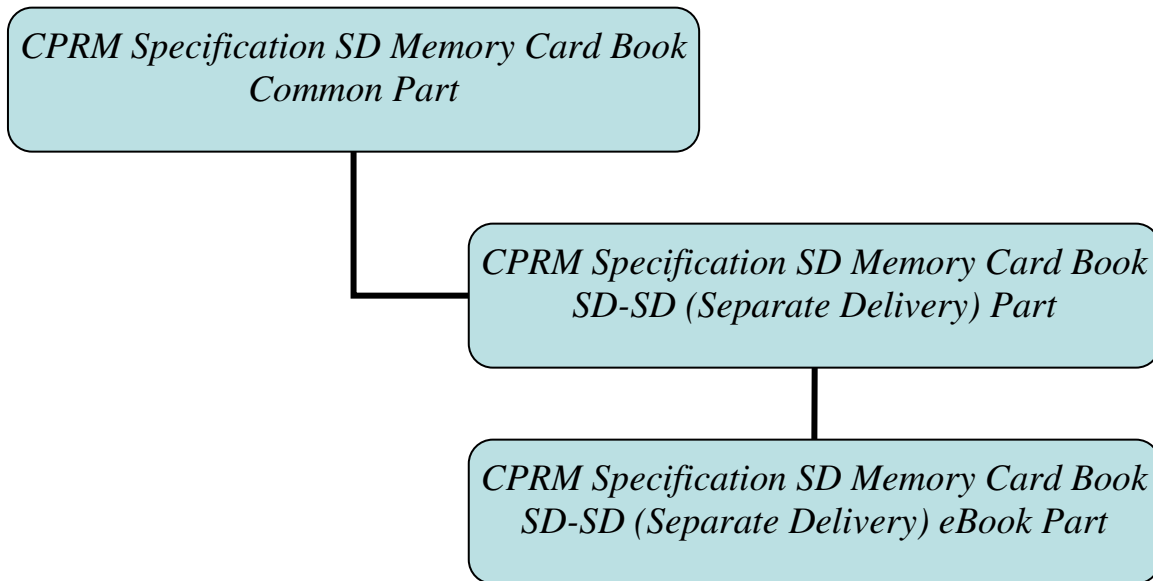 CPRM Specification SD Memory Card Book
Common Part
CPRM Specification SD Memory Card Book
SD-SD (Separate Delivery) Part
CPRM Specification SD Memory Card Book
SD-SD (Separate Delivery) eBook Part